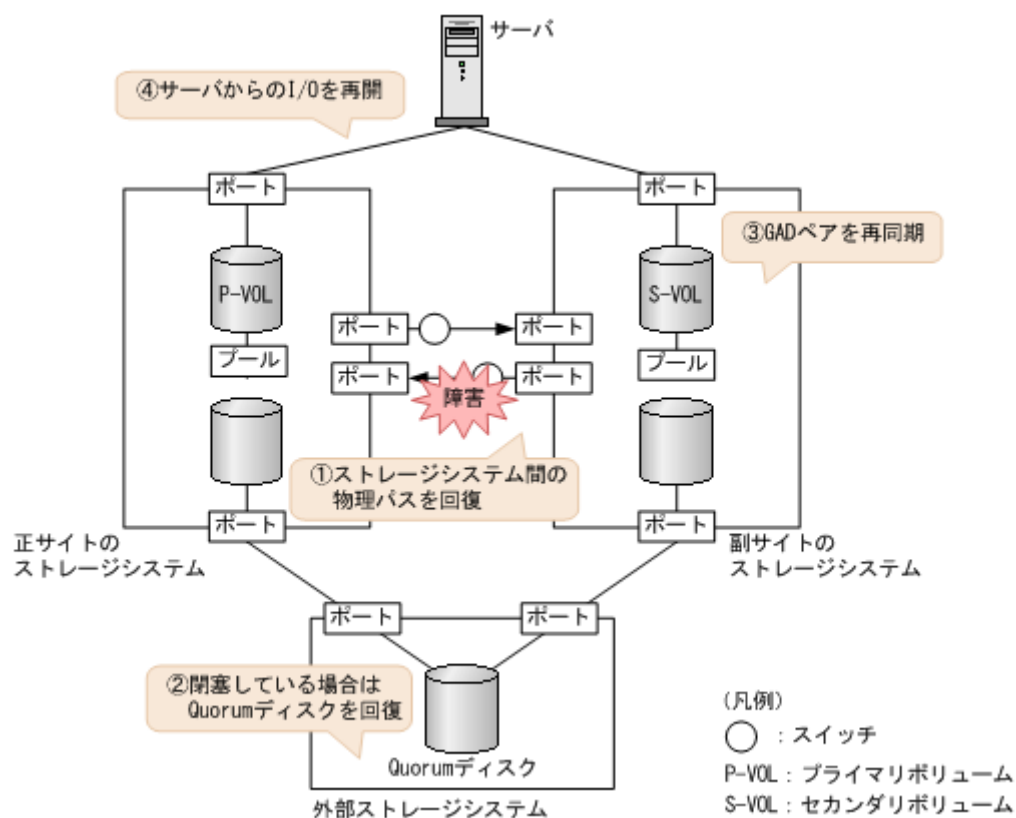 サーバ
④サーバからのI/Oを再開
ポート
ポート
③GADペアを再同期
P-VOL
S-VOL
ポート
ポート
プール
プール
ポート
ポート
障害
①ストレージシステム間の
物理パスを回復
ポート
ポート
正サイトの
ストレージシステム
副サイトの
ストレージシステム
ポート
ポート
②閉塞している場合は
Quorumディスクを回復
Quorumディスク
外部ストレージシステム
(凡例)
：スイッチ
P-VOL：プライマリボリューム
S-VOL：セカンダリボリューム